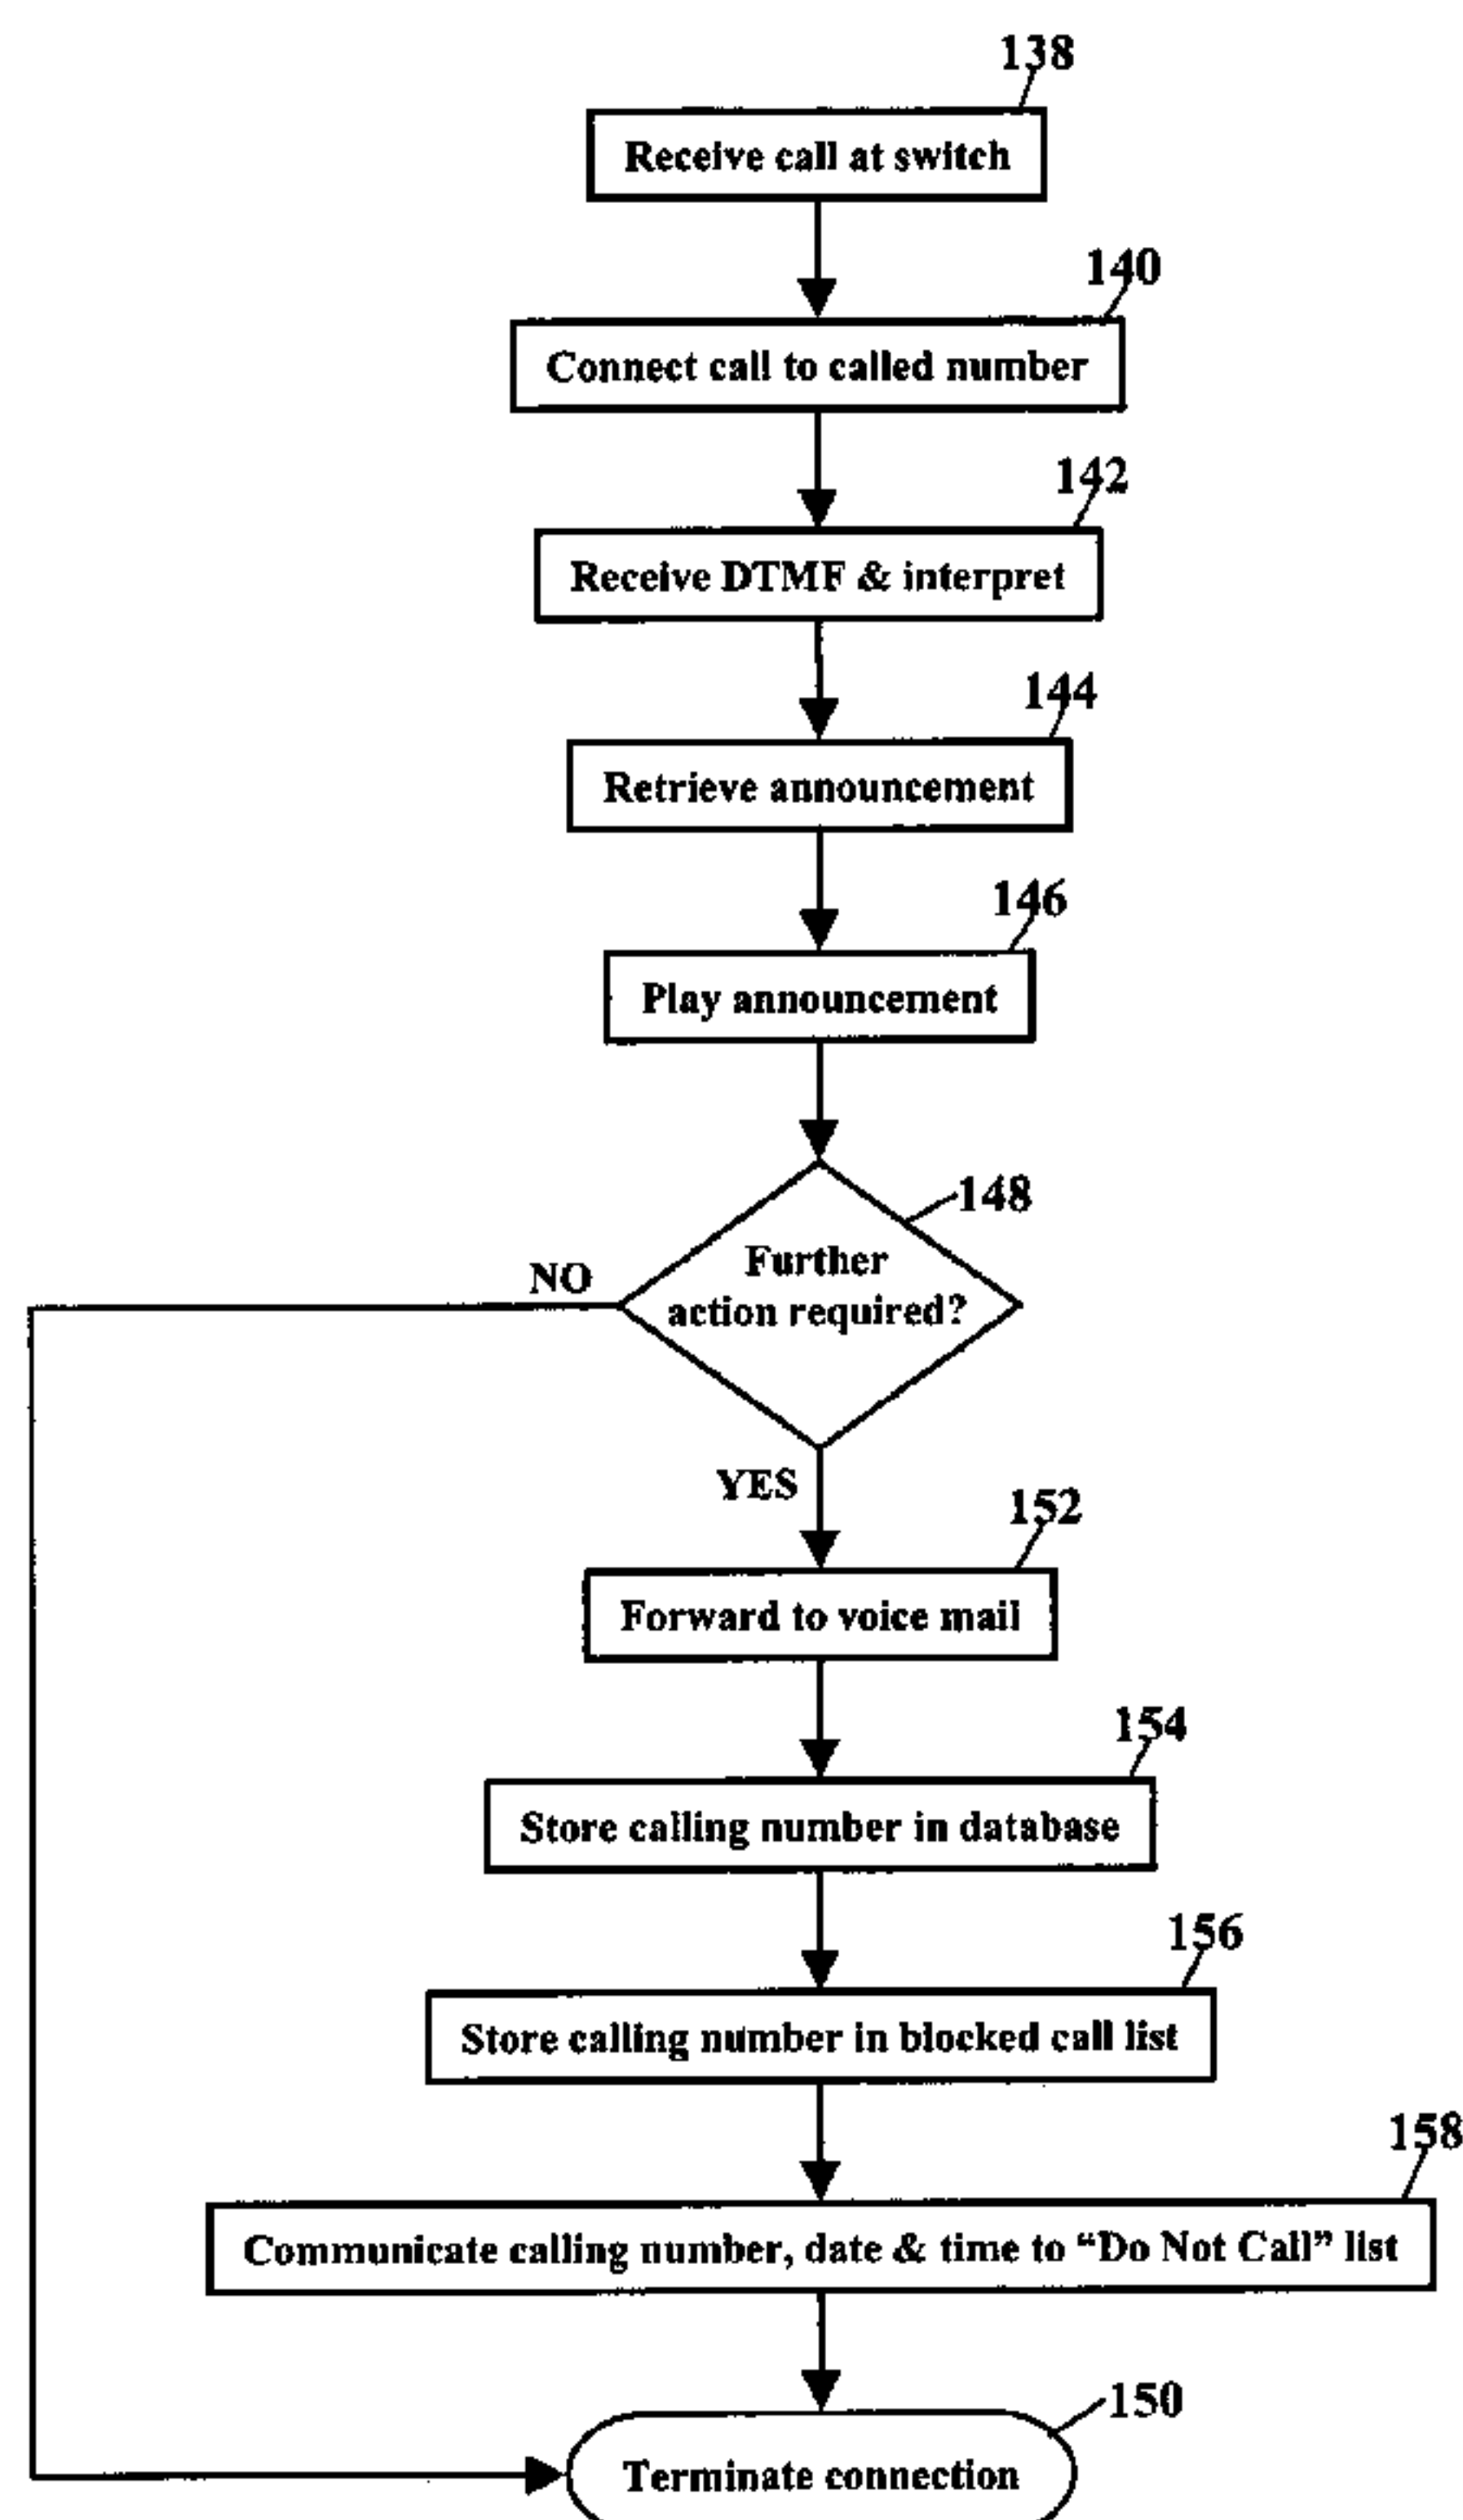 138
Receive call at switch
140
Connect call to called number
142
Receive DTMF & interpret
144
Retrieve announcement
146
Play announcement
148
Further
action required?
NO
YES
152
Forward to voice mail
154
Store calling number in database
156
Store calling number in blocked call list
158
Communicate calling number, date & time to “Do Not Call” list
150
Terminate connection